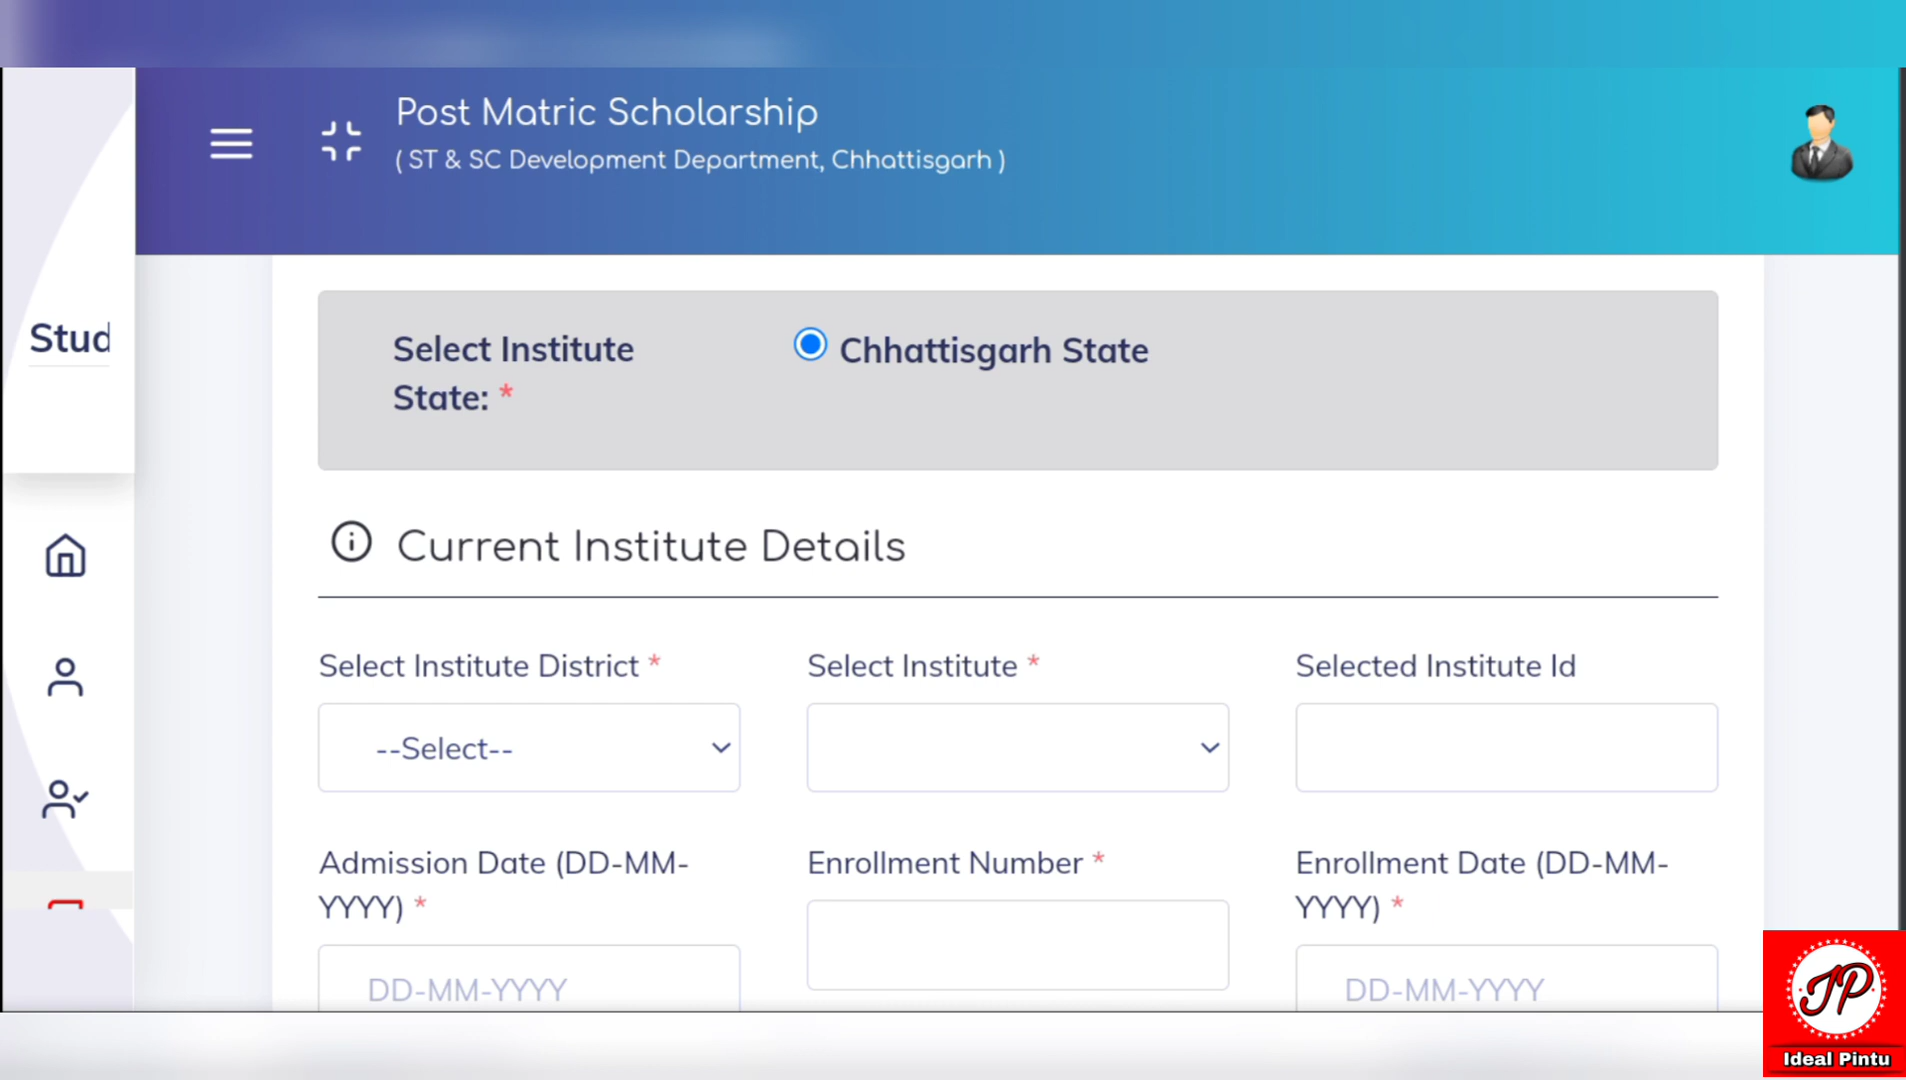 Post Matric Scholarship
( ST & SC Development Department, Chhattisgarh )
Stud
Select Institute
State: *
Chhattisgarh State
Current Institute Details
Select Institute District *
Select Institute *
Selected Institute Id
--Select--
Admission Date (DD-MM-
YYYY) *
Enrollment Number *
Enrollment Date (DD-MM-
YYYY) *
DD-MM-YYYY
DD-MM-YYYY
JP
Ideal Pintu